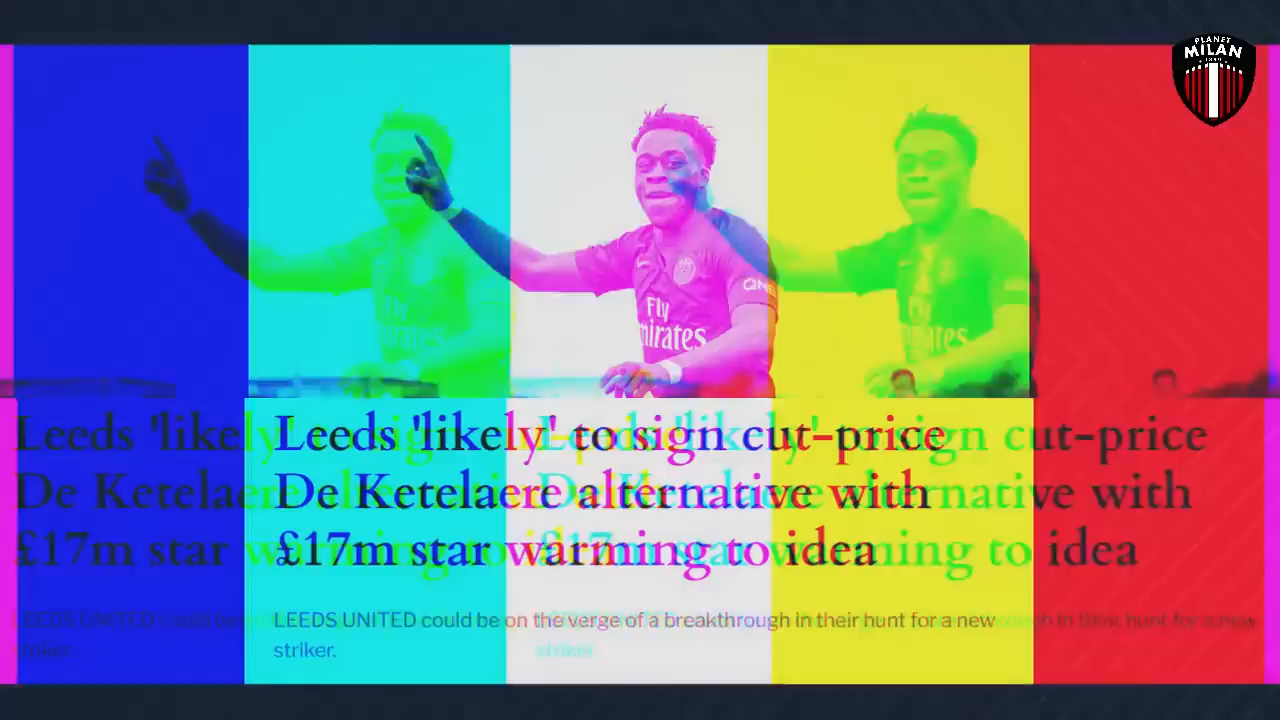 PLANET
MILAN
Fly
Leeds 'likely' to sign cut-price
De Ketelaere alternative with
£17m star warming to idea
LEEDS UNITED could be on the verge of a breakthrough in their hunt for a new
striker.